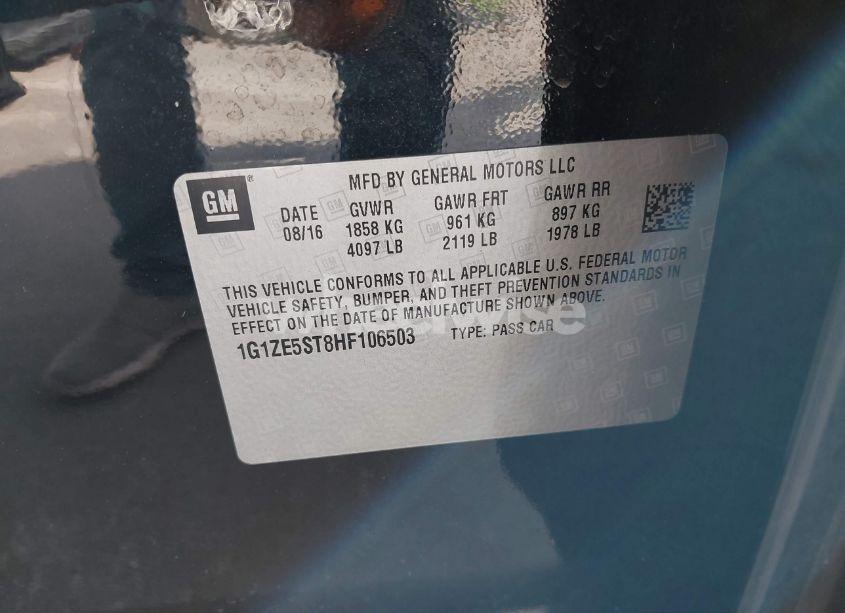 GM
MFD BY GENERAL MOTORS LLC
DATE GVWR GAWR FRT GAWR RR
08/16 1858 KG 961 KG 897 KG
4097 LB 2119 LB 1978 LB
THIS VEHICLE CONFORMS TO ALL APPLICABLE U.S. FEDERAL MOTOR
VEHICLE SAFETY, BUMPER, AND THEFT PREVENTION STANDARDS IN
EFFECT ON THE DATE OF MANUFACTURE SHOWN ABOVE.
1G1ZE5ST8HF106503 TYPE: PASS CAR